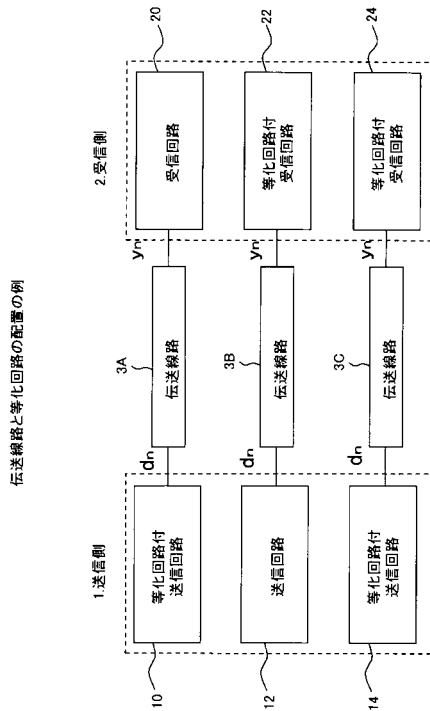 伝送線路と等化回路の配置の例
1.送信側
2.受信側
10
等化回路付
送信回路
dn
3A
伝送線路
yn
受信回路
20
12
送信回路
dn
3B
伝送線路
yn
等化回路付
受信回路
22
14
等化回路付
送信回路
dn
3C
伝送線路
yn
等化回路付
受信回路
24